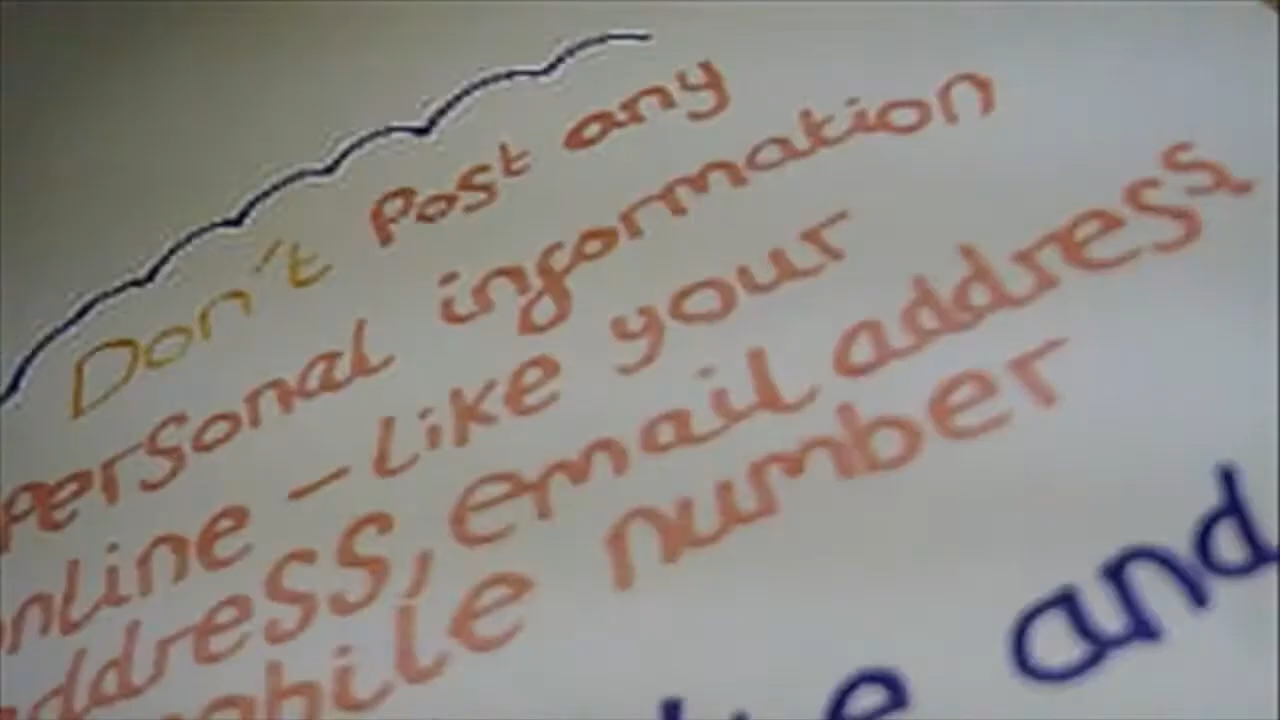 Don't Post any
personal information
online - like your
address, email address
mobile number
and